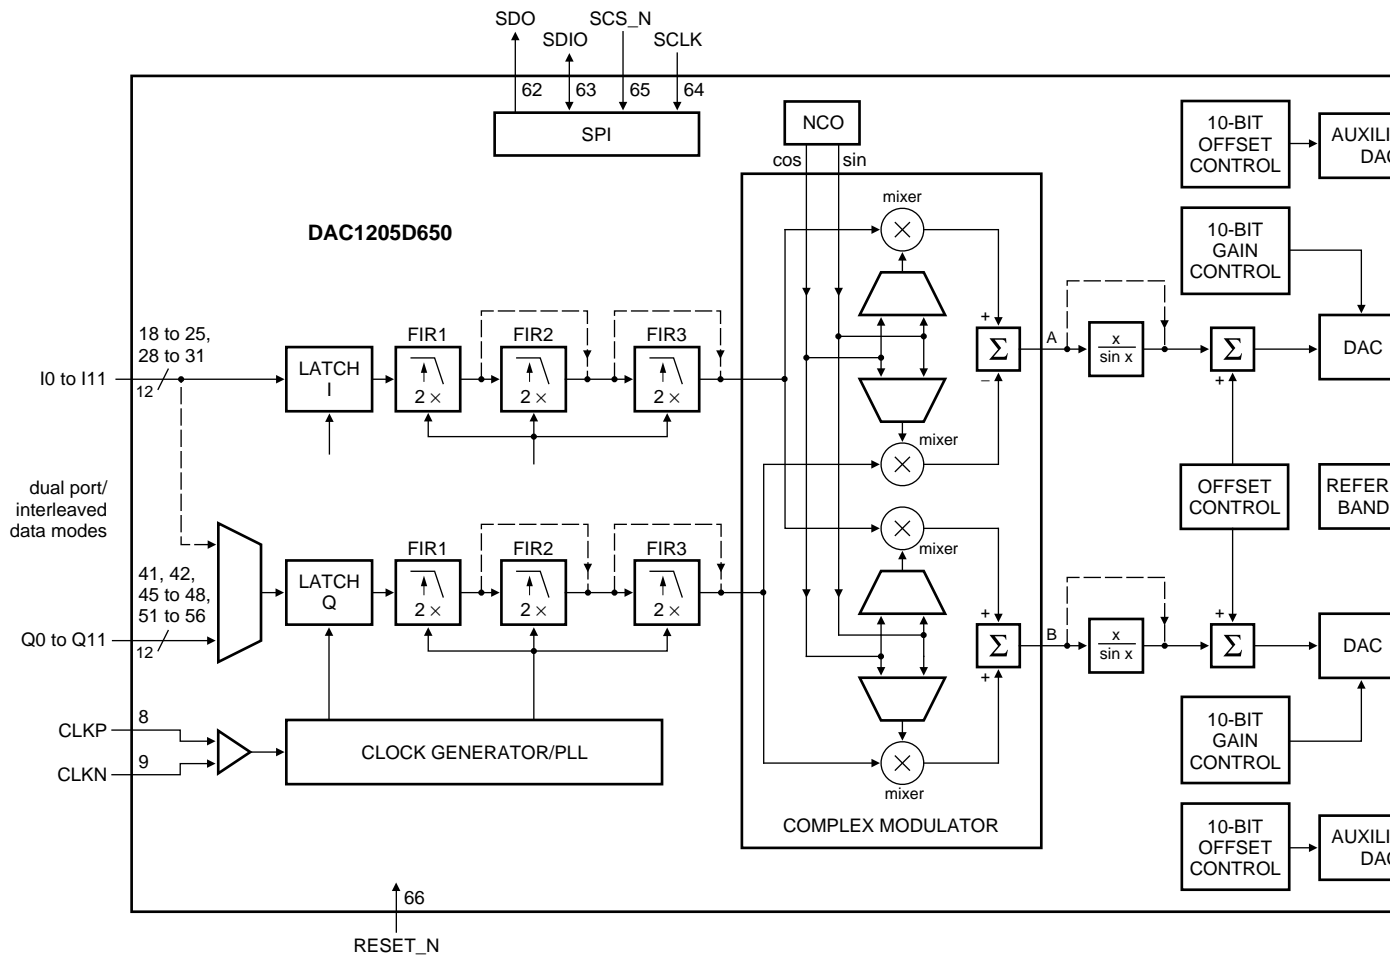 SDO
SDIO
SCS_N
SCLK
62
63
65
64
SPI
NCO
cos
sin
10-BIT
OFFSET
CONTROL
DAC1205D650
mixer
10-BIT
GAIN
CONTROL
18 to 25,
28 to 31
I0 to I11
12
LATCH
I
FIR1
2 ×
FIR2
2 ×
FIR3
2 ×
+
Σ
−
A
x
sin x
Σ
+
DAC
mixer
dual port/
interleaved
data modes
OFFSET
CONTROL
mixer
41, 42,
45 to 48,
51 to 56
Q0 to Q11
12
LATCH
Q
FIR1
2 ×
FIR2
2 ×
FIR3
2 ×
+
Σ
+
B
x
sin x
+
Σ
DAC
CLKP
8
CLKN
9
CLOCK GENERATOR/PLL
mixer
10-BIT
GAIN
CONTROL
COMPLEX MODULATOR
10-BIT
OFFSET
CONTROL
66
RESET_N